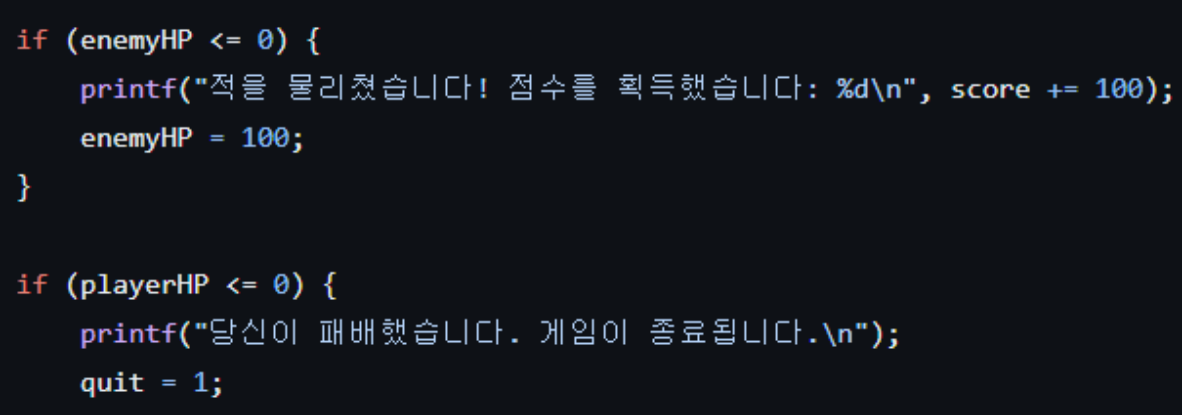 if (enemyHP <= 0) {
    printf("적을 물리쳤습니다! 점수를 획득했습니다: %d\n", score += 100);
    enemyHP = 100;
}
if (playerHP <= 0) {
    printf("당신이 패배했습니다. 게임이 종료됩니다.\n");
    quit = 1;